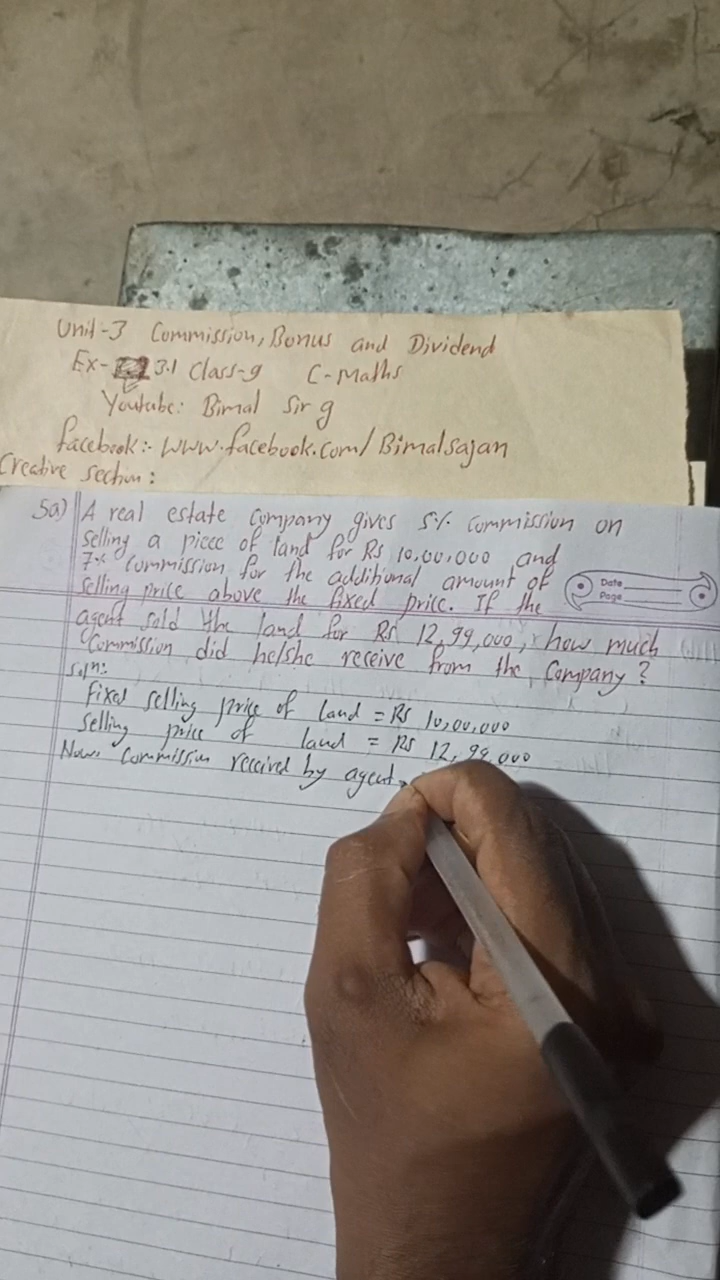 Unit-3 Commission, Bonus and Dividend
Ex- 3.1 Class-9 C-Maths
Youtube: Bimal Sir g
facebook:- www.facebook.com/Bimalsajan
Creative section:
5a) A real estate company gives 5% commission on
selling a piece of land for Rs 10,00,000 and
7% commission for the additional amount of
selling price above the fixed price. If the
agent sold the land for Rs 12,99,000, how much
Commission did he/she receive from the Company?
Date
Page
Soln:
Fixed selling price of land = Rs 10,00,000
Selling price of land = Rs 12,99,000
Now, Commission received by agent